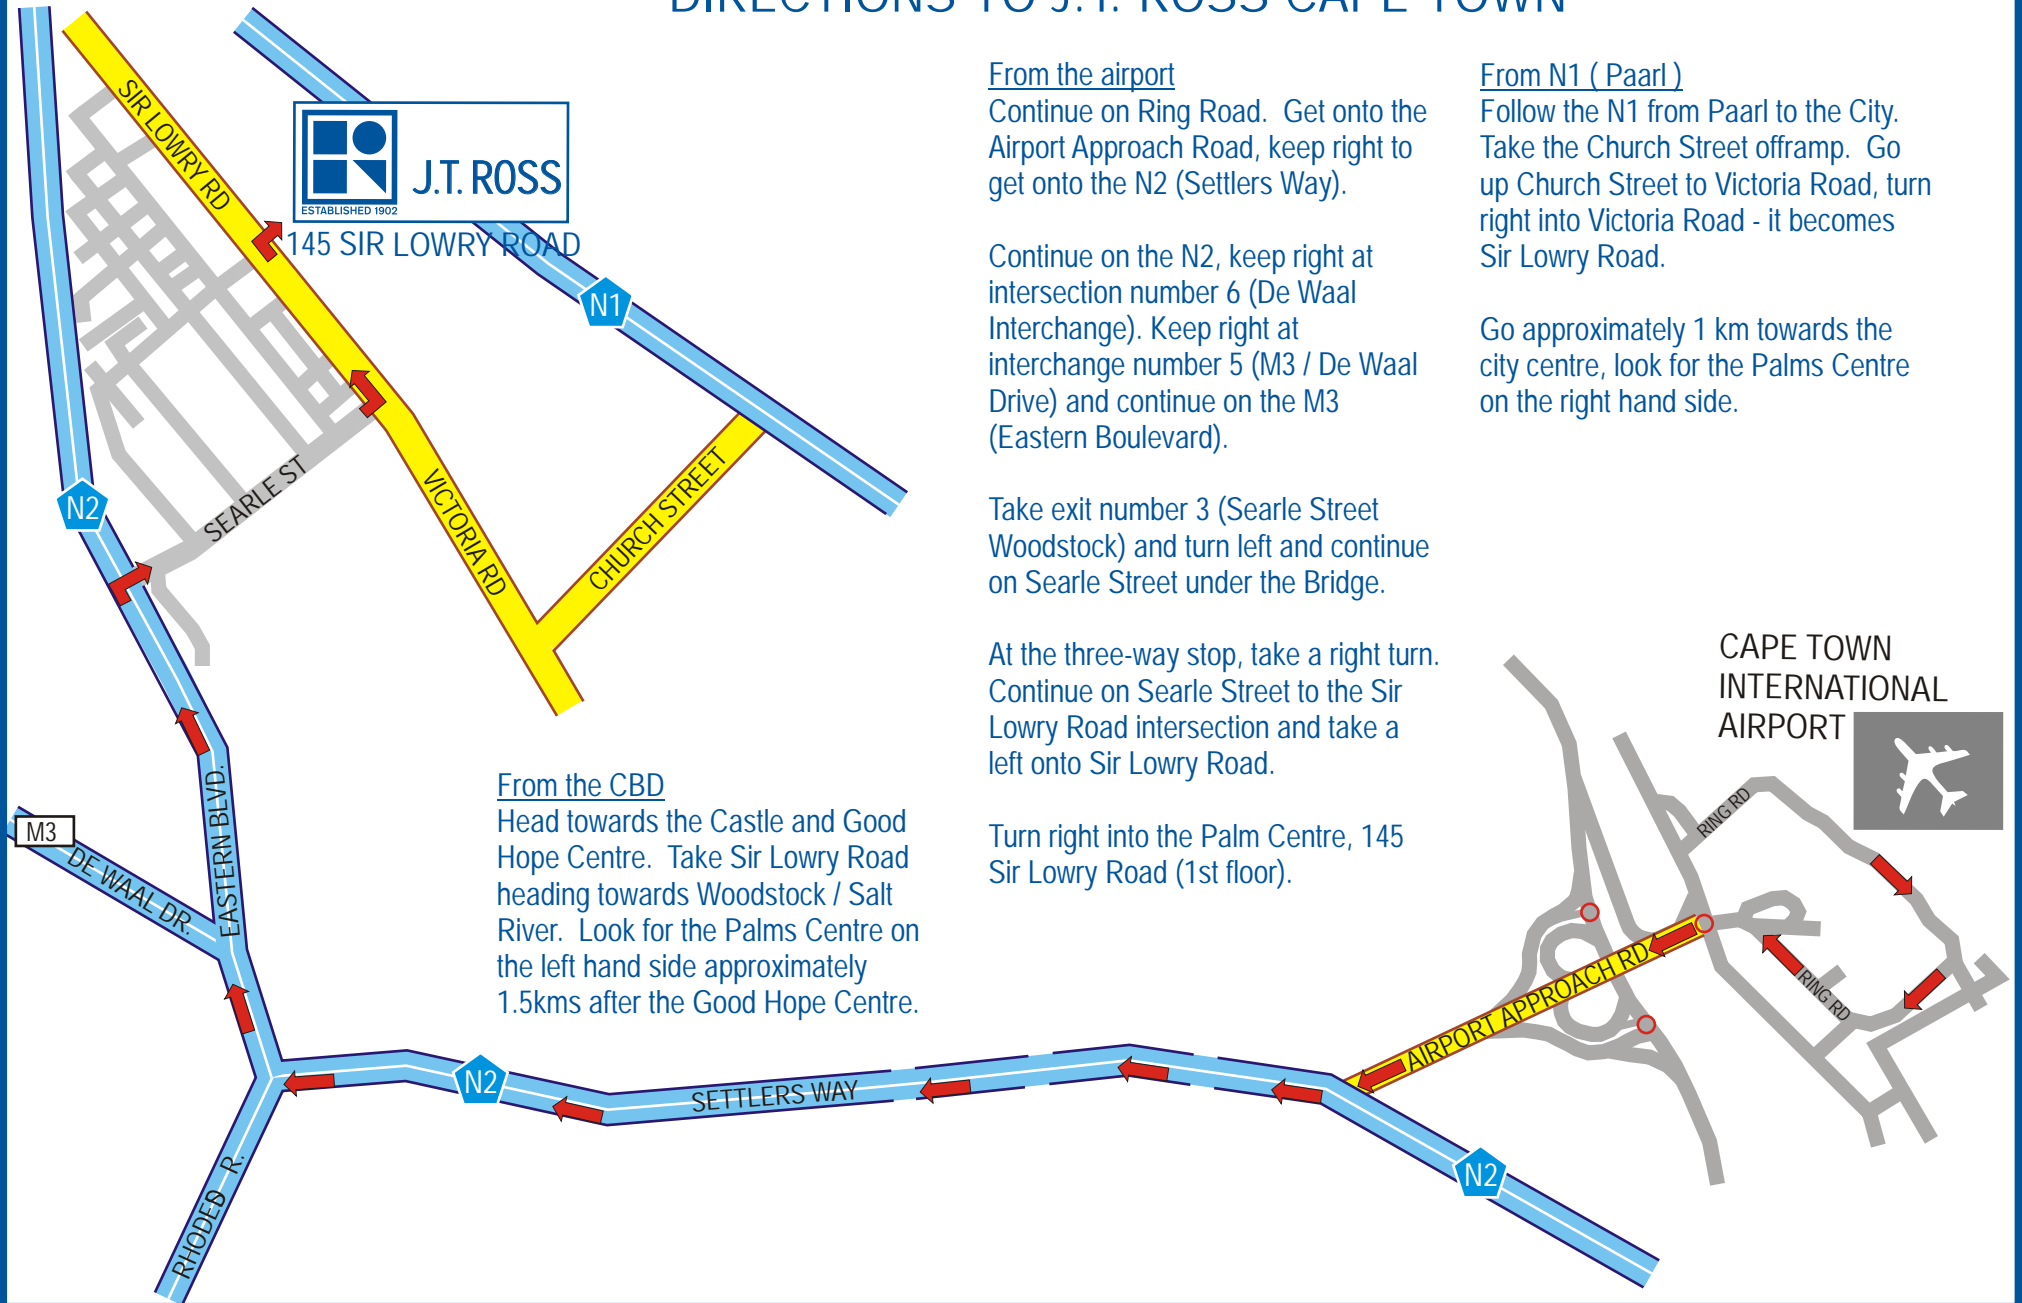 DIRECTIONS TO J.T. ROSS CAPE TOWN
SIR LOWRY RD
J.T. ROSS
ESTABLISHED 1902
145 SIR LOWRY ROAD
N1
N2
SEARLE ST
VICTORIA RD
CHURCH STREET
From the airport
Continue on Ring Road. Get onto the
Airport Approach Road, keep right to
get onto the N2 (Settlers Way).
Continue on the N2, keep right at
intersection number 6 (De Waal
Interchange). Keep right at
interchange number 5 (M3 / De Waal
Drive) and continue on the M3
(Eastern Boulevard).
Take exit number 3 (Searle Street
Woodstock) and turn left and continue
on Searle Street under the Bridge.
At the three-way stop, take a right turn.
Continue on Searle Street to the Sir
Lowry Road intersection and take a
left onto Sir Lowry Road.
Turn right into the Palm Centre, 145
Sir Lowry Road (1st floor).
From N1 ( Paarl )
Follow the N1 from Paarl to the City.
Take the Church Street offramp. Go
up Church Street to Victoria Road, turn
right into Victoria Road - it becomes
Sir Lowry Road.
Go approximately 1 km towards the
city centre, look for the Palms Centre
on the right hand side.
From the CBD
Head towards the Castle and Good
Hope Centre. Take Sir Lowry Road
heading towards Woodstock / Salt
River. Look for the Palms Centre on
the left hand side approximately
1.5kms after the Good Hope Centre.
CAPE TOWN
INTERNATIONAL
AIRPORT
RING RD
RING RD
AIRPORT APPROACH RD
M3
DE WAAL DR.
EASTERN BLVD.
N2
SETTLERS WAY
N2
RHODED R.